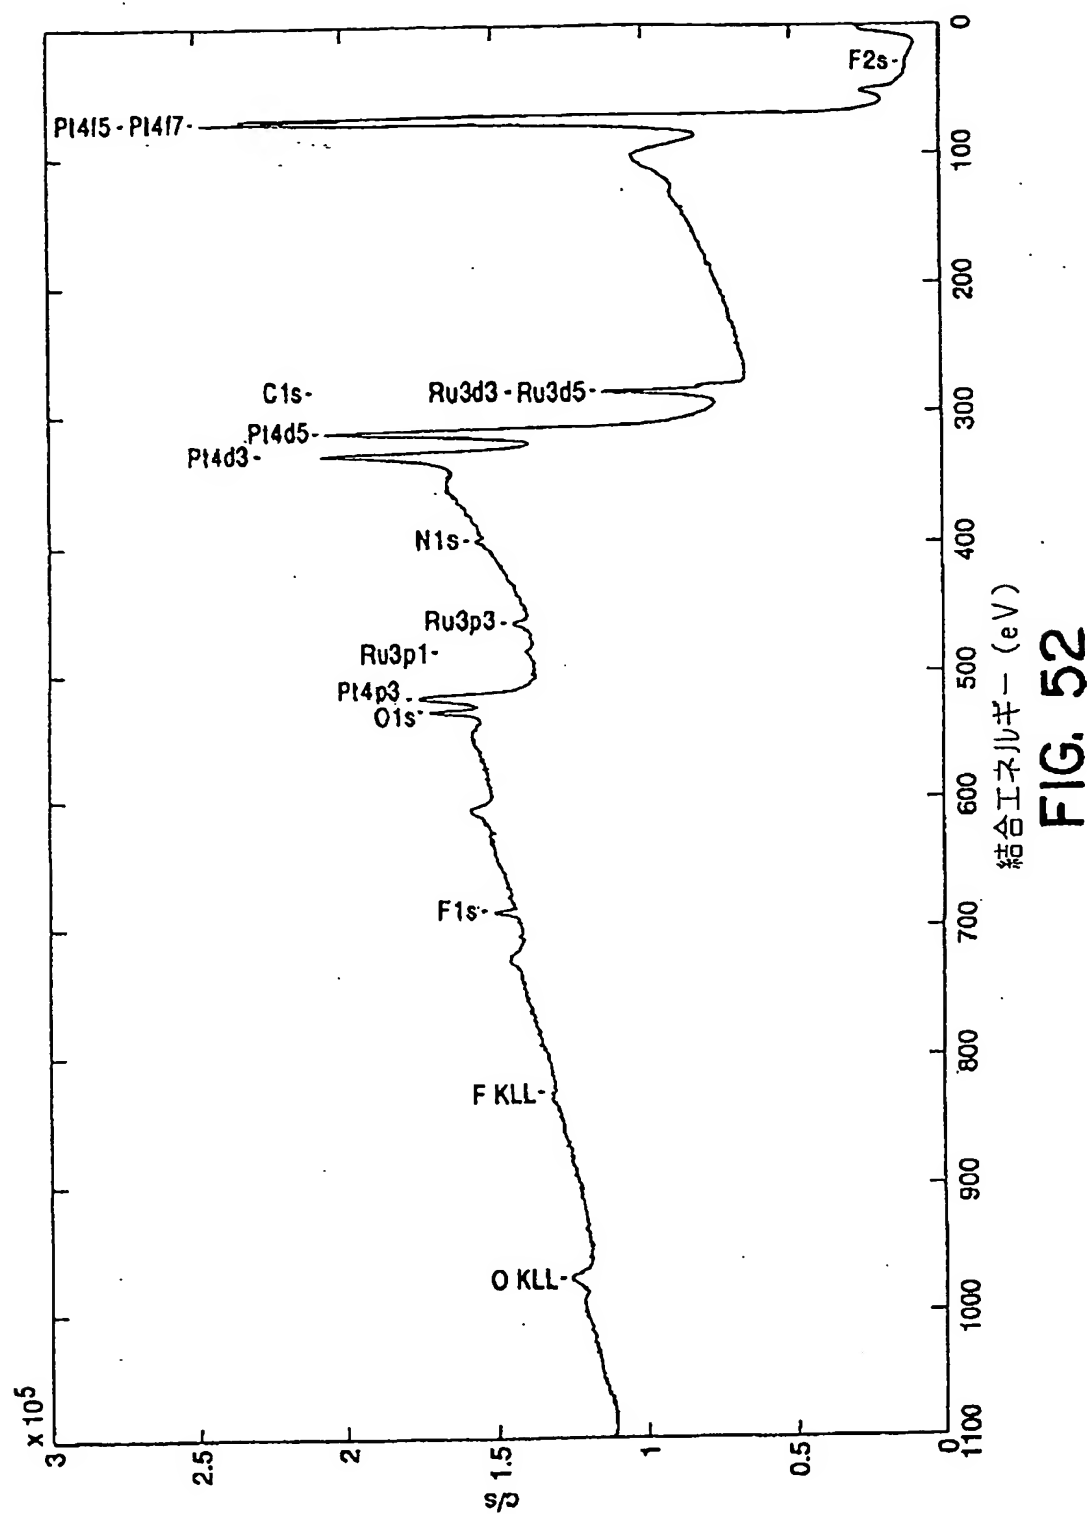 x 10⁵
3
2.5
2
1.5
1
0.5
0
c/s
1100
1000
900
800
700
600
500
400
300
200
100
0
O KLL
F KLL
F1s
O1s
Pt4p3
Ru3p1
Ru3p3
N1s
Pt4d3
Pt4d5
C1s
Ru3d3 - Ru3d5
Pt4f5 - Pt4f7
F2s
結合エネルギー (eV)
FIG. 52